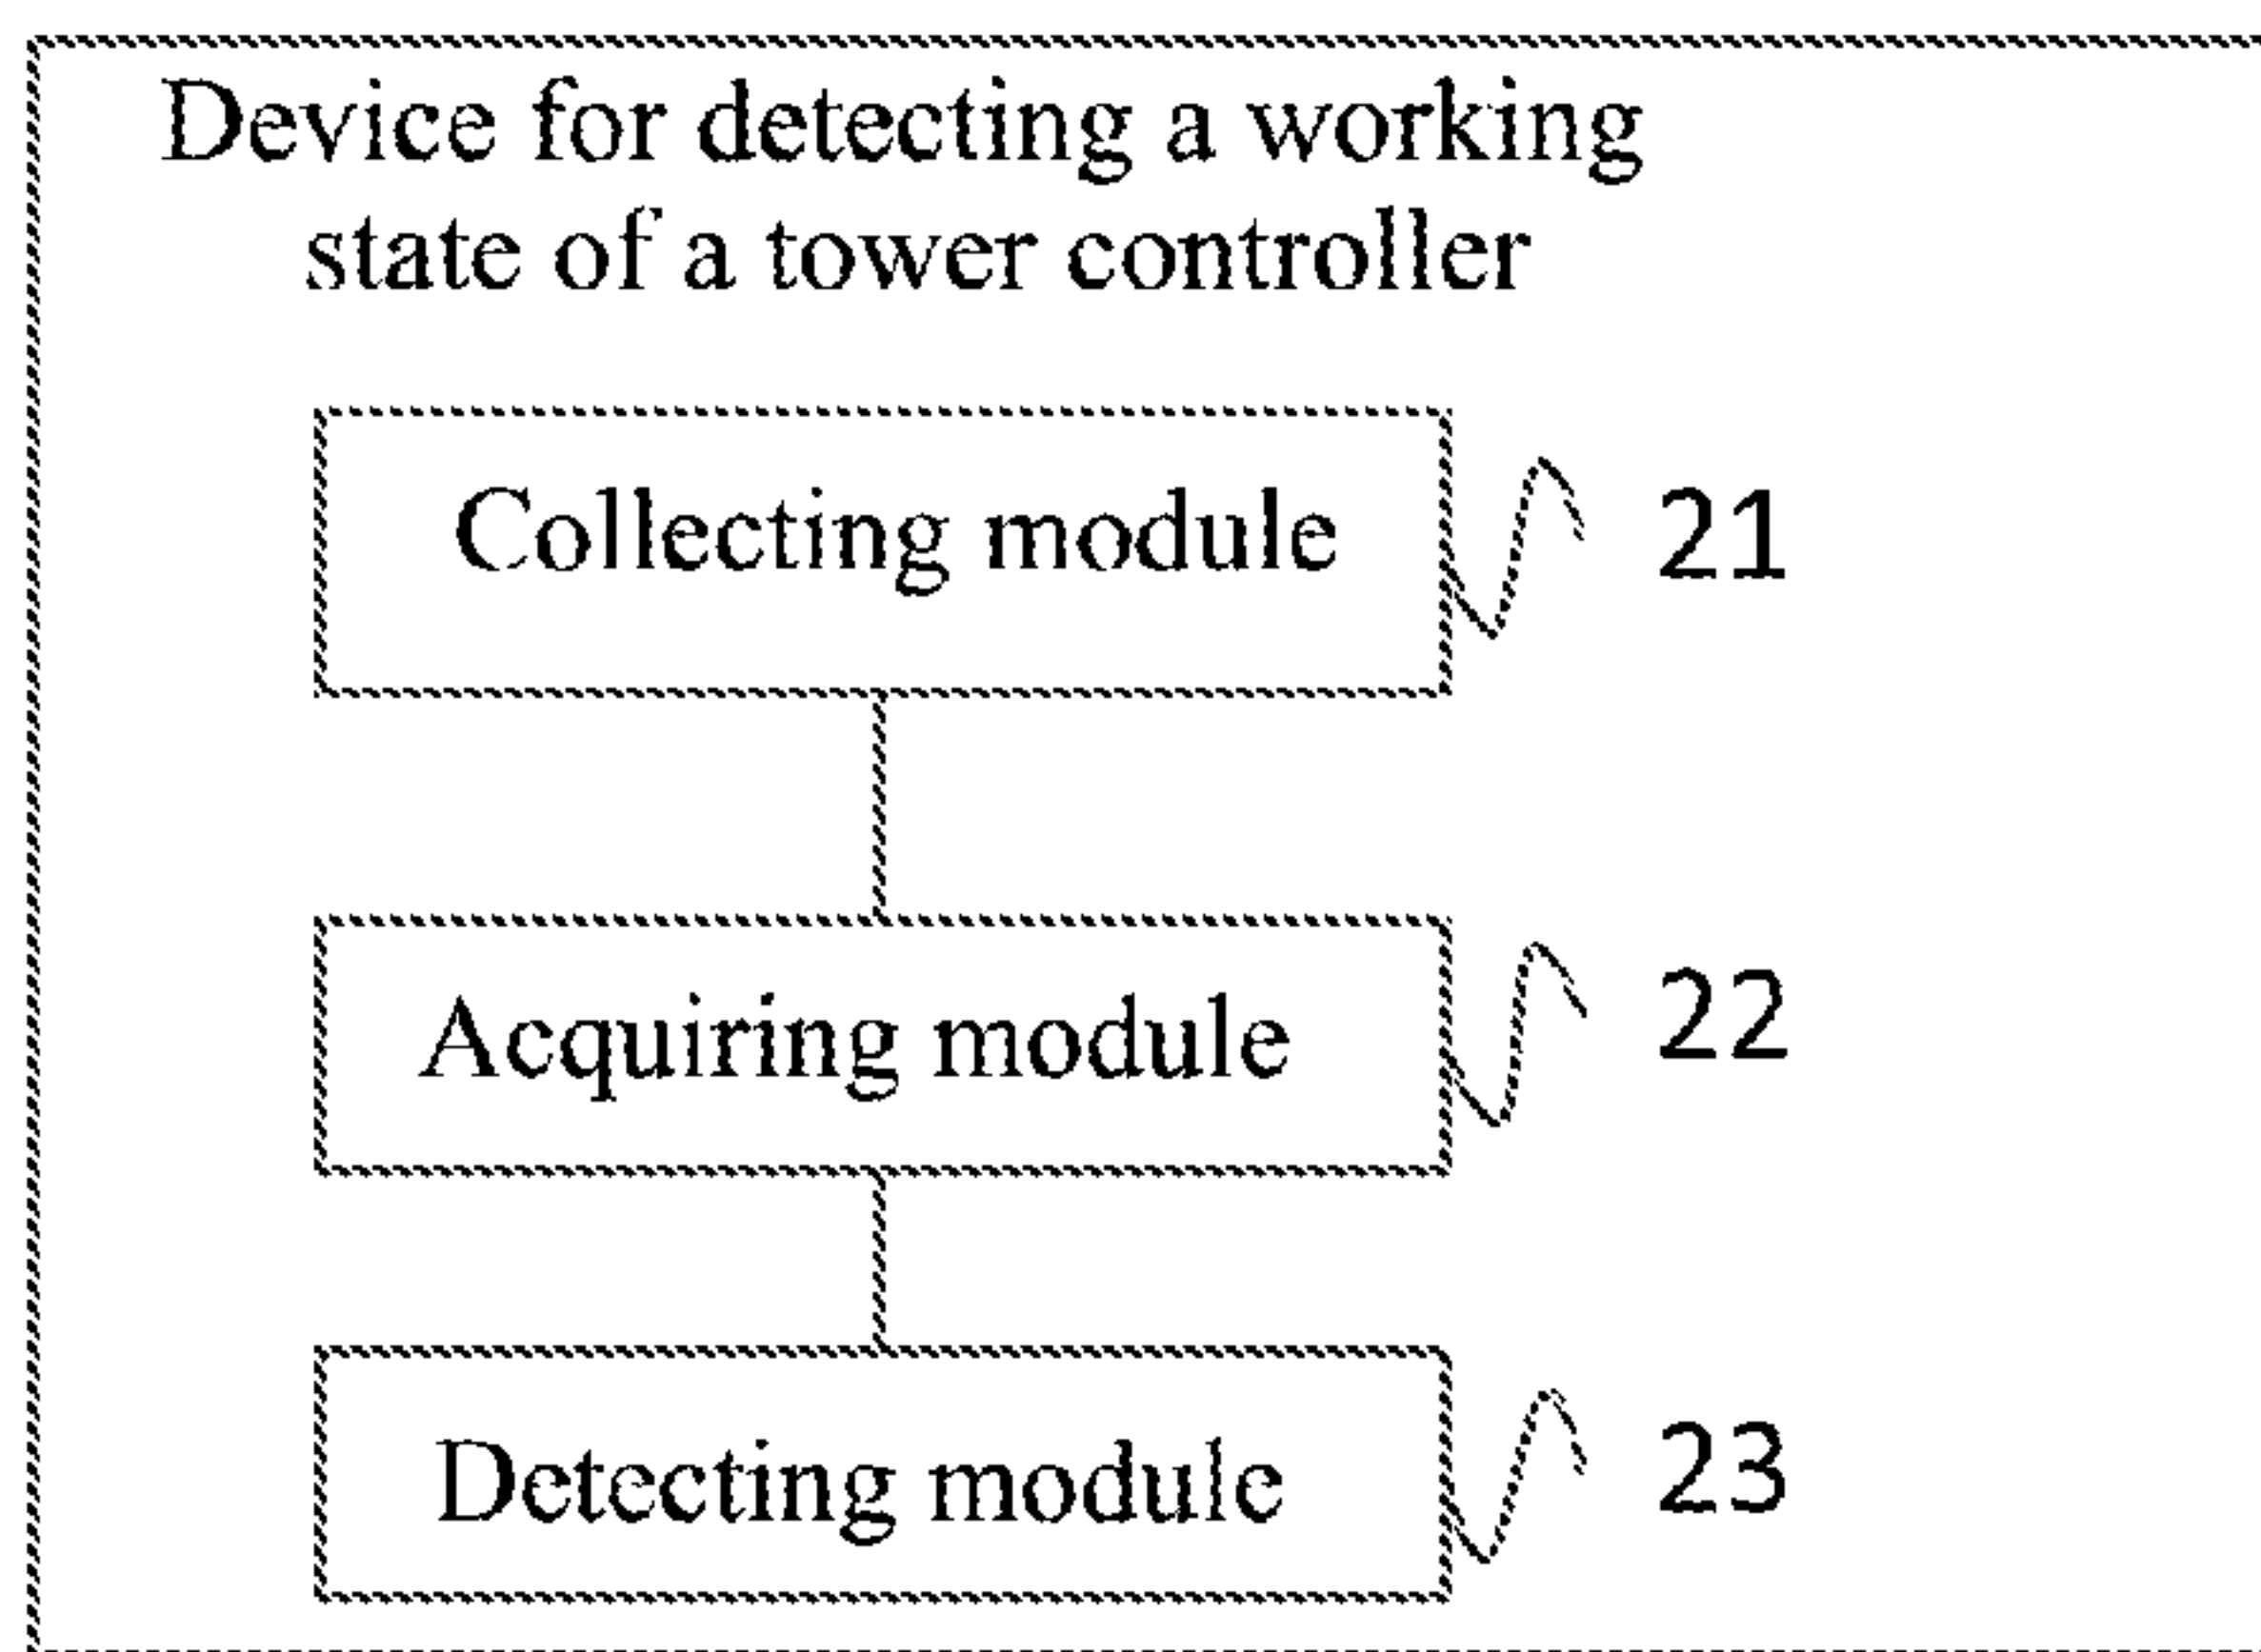 Device for detecting a working
state of a tower controller
Collecting module
21
Acquiring module
22
Detecting module
23